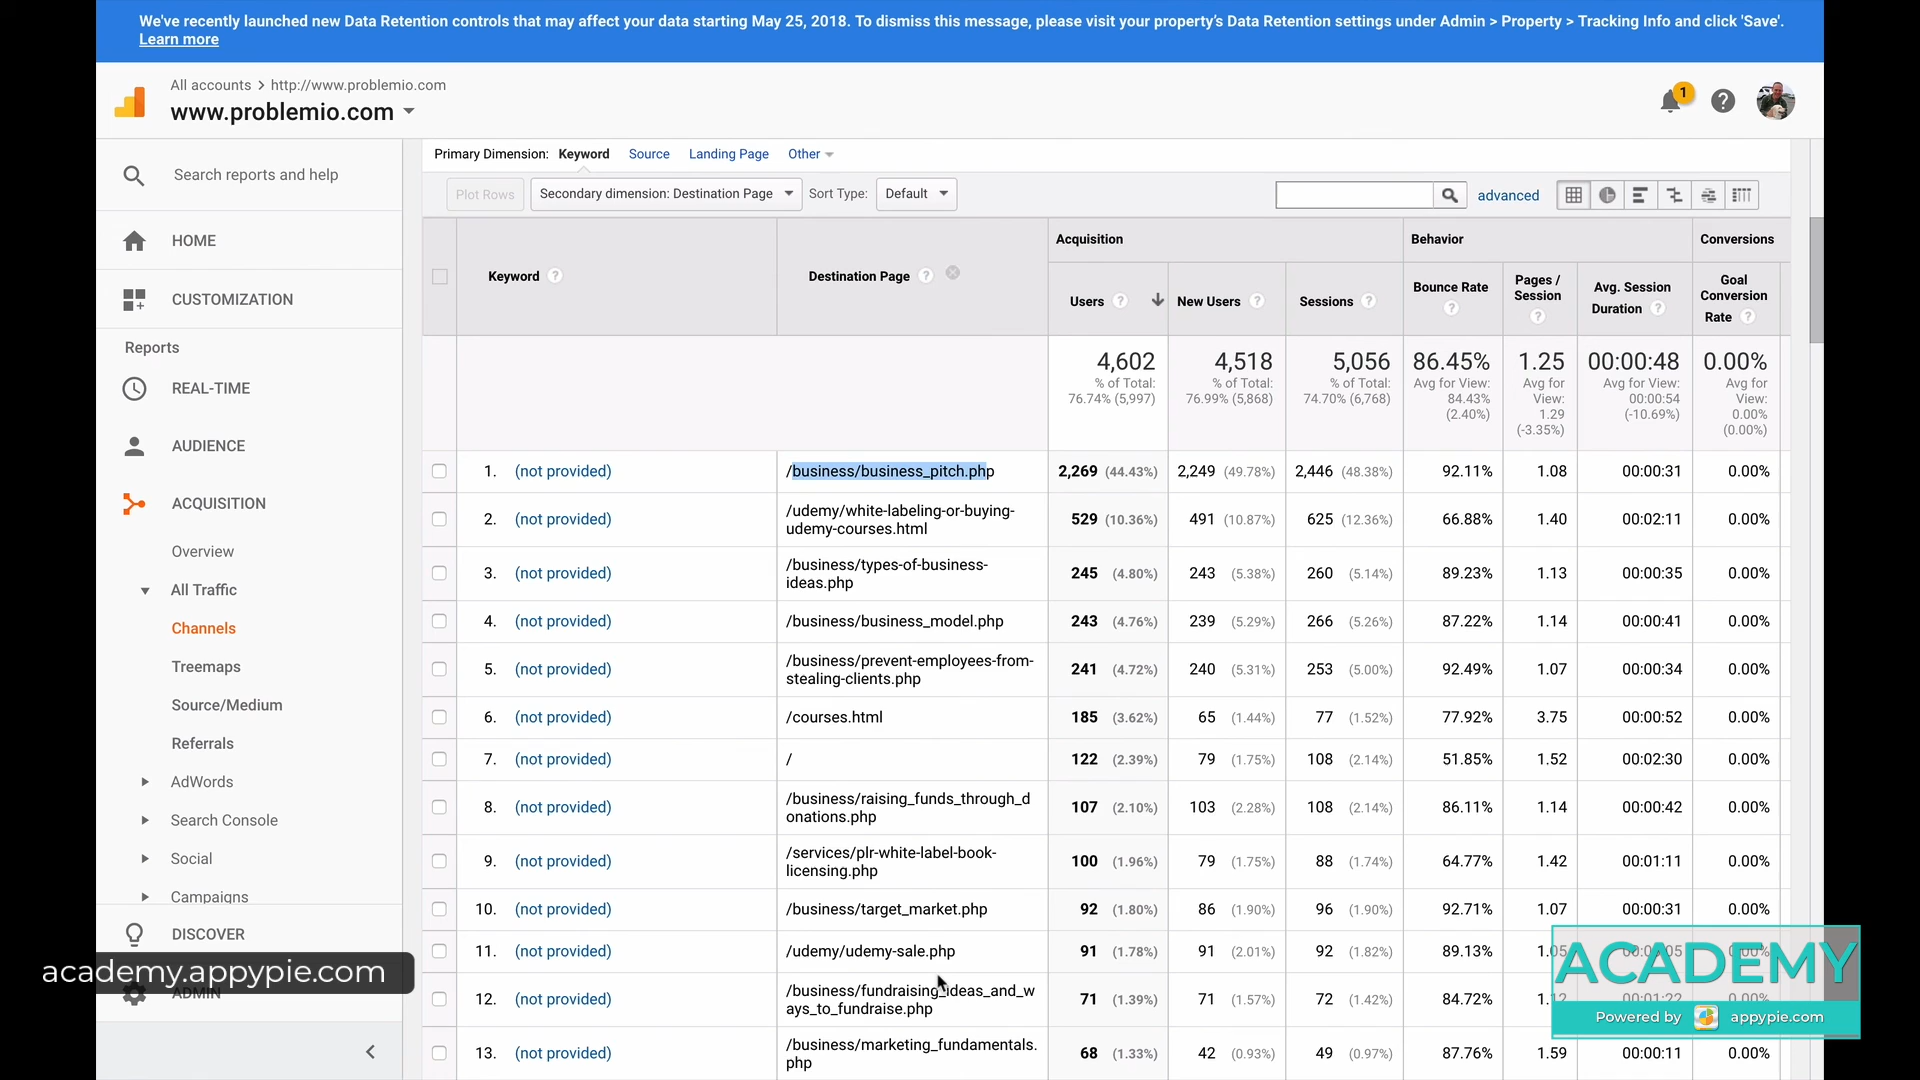 We've recently launched new Data Retention controls that may affect your data starting May 25, 2018. To dismiss this message, please visit your property's Data Retention settings under Admin > Property > Tracking Info and click 'Save'.
Learn more
All accounts > http://www.problemio.com
www.problemio.com
1
Search reports and help
HOME
CUSTOMIZATION
Reports
REAL-TIME
AUDIENCE
ACQUISITION
Overview
All Traffic
Channels
Treemaps
Source/Medium
Referrals
AdWords
Search Console
Social
Campaigns
DISCOVER
ADMIN
academy.appypie.com
Primary Dimension: Keyword Source Landing Page Other
Plot Rows Secondary dimension: Destination Page Sort Type: Default advanced
Keyword Destination Page Acquisition Behavior Conversions
Users New Users Sessions Bounce Rate Pages / Session Avg. Session Duration Goal Conversion Rate
4,602 4,518 5,056 86.45% 1.25 00:00:48 0.00%
% of Total: 76.74% (5,997) % of Total: 76.99% (5,868) % of Total: 74.70% (6,768) Avg for View: 84.43% (2.40%) Avg for View: 1.29 (-3.35%) Avg for View: 00:00:54 (-10.69%) Avg for View: 0.00% (0.00%)
1. (not provided) /business/business_pitch.php 2,269 (44.43%) 2,249 (49.78%) 2,446 (48.38%) 92.11% 1.08 00:00:31 0.00%
2. (not provided) /udemy/white-labeling-or-buying-udemy-courses.html 529 (10.36%) 491 (10.87%) 625 (12.36%) 66.88% 1.40 00:02:11 0.00%
3. (not provided) /business/types-of-business-ideas.php 245 (4.80%) 243 (5.38%) 260 (5.14%) 89.23% 1.13 00:00:35 0.00%
4. (not provided) /business/business_model.php 243 (4.76%) 239 (5.29%) 266 (5.26%) 87.22% 1.14 00:00:41 0.00%
5. (not provided) /business/prevent-employees-from-stealing-clients.php 241 (4.72%) 240 (5.31%) 253 (5.00%) 92.49% 1.07 00:00:34 0.00%
6. (not provided) /courses.html 185 (3.62%) 65 (1.44%) 77 (1.52%) 77.92% 3.75 00:00:52 0.00%
7. (not provided) / 122 (2.39%) 79 (1.75%) 108 (2.14%) 51.85% 1.52 00:02:30 0.00%
8. (not provided) /business/raising_funds_through_donations.php 107 (2.10%) 103 (2.28%) 108 (2.14%) 86.11% 1.14 00:00:42 0.00%
9. (not provided) /services/plr-white-label-book-licensing.php 100 (1.96%) 79 (1.75%) 88 (1.74%) 64.77% 1.42 00:01:11 0.00%
10. (not provided) /business/target_market.php 92 (1.80%) 86 (1.90%) 96 (1.90%) 92.71% 1.07 00:00:31 0.00%
11. (not provided) /udemy/udemy-sale.php 91 (1.78%) 91 (2.01%) 92 (1.82%) 89.13%
12. (not provided) /business/fundraising_ideas_and_ways_to_fundraise.php 71 (1.39%) 71 (1.57%) 72 (1.42%) 84.72%
13. (not provided) /business/marketing_fundamentals.php 68 (1.33%) 42 (0.93%) 49 (0.97%) 87.76% 1.59 00:00:11 0.00%
ACADEMY
Powered by appypie.com